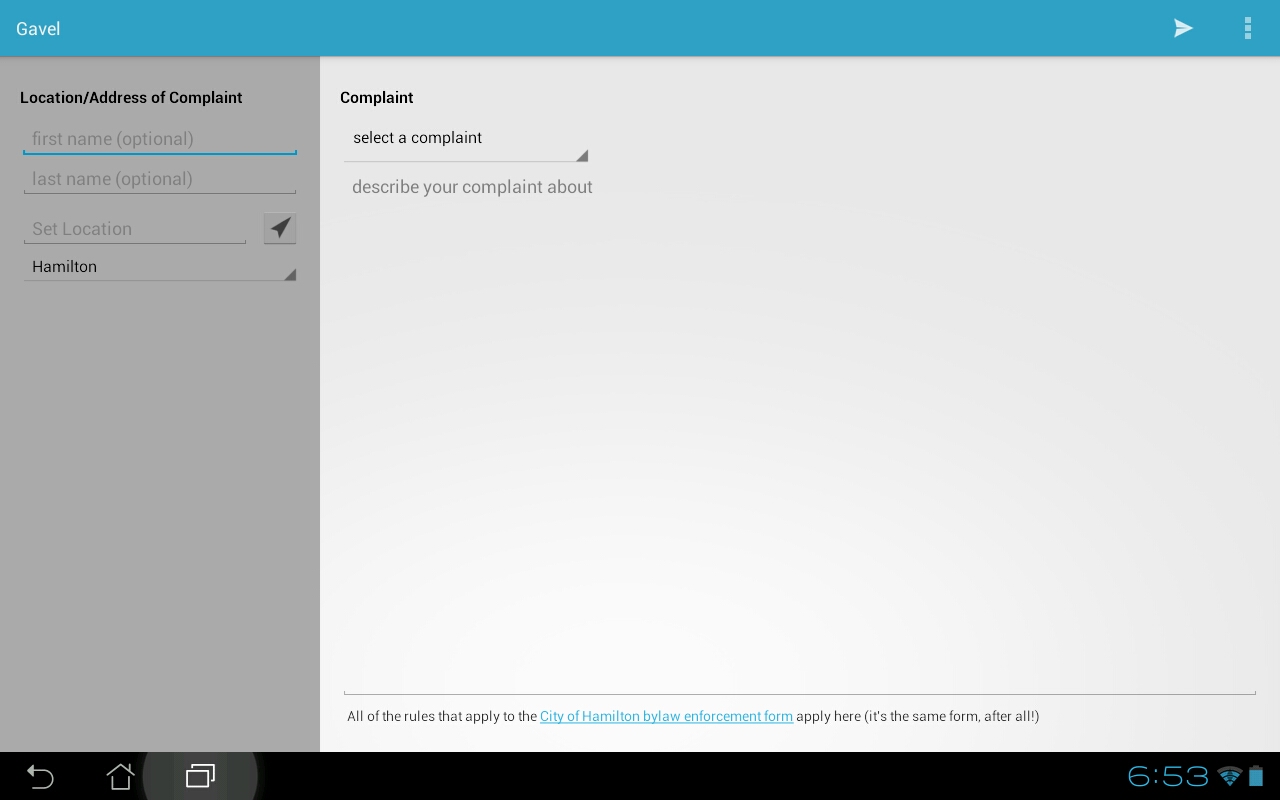 Gavel
Location/Address of Complaint
first name (optional)
last name (optional)
Set Location
Hamilton
Complaint
select a complaint
describe your complaint about
All of the rules that apply to the City of Hamilton bylaw enforcement form apply here (it's the same form, after all!)
6:53